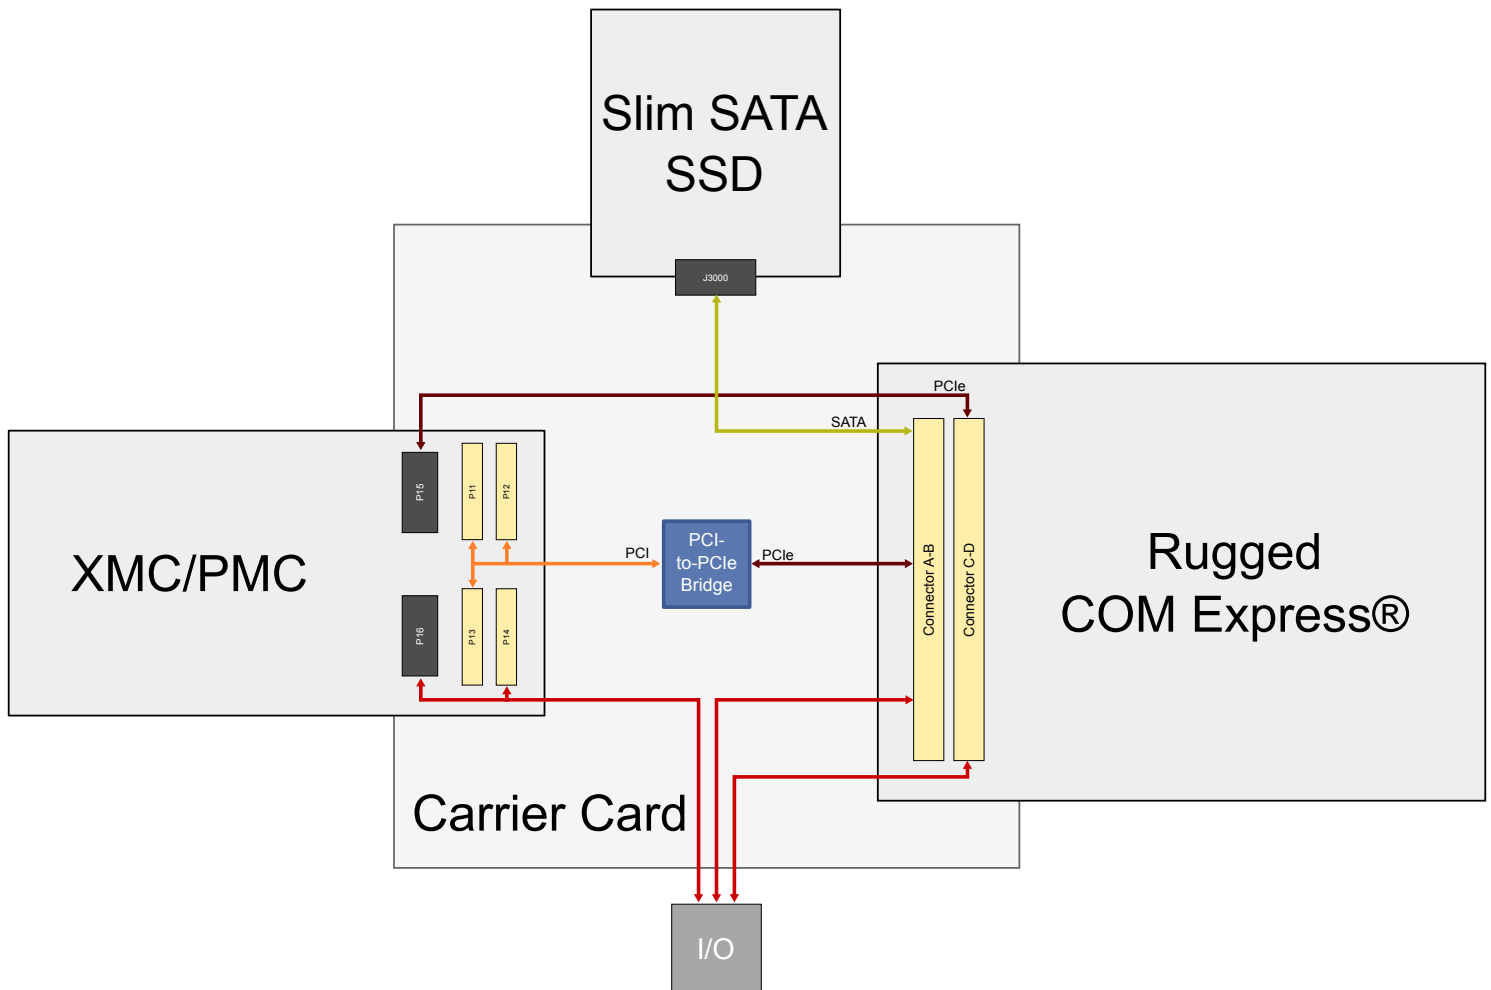 Slim SATA
SSD
J3000
PCIe
SATA
P15
P11
P12
PCI
PCI-
to-PCIe
Bridge
PCIe
XMC/PMC
P16
P13
P14
Connector A-B
Connector C-D
Rugged
COM Express®
Carrier Card
I/O